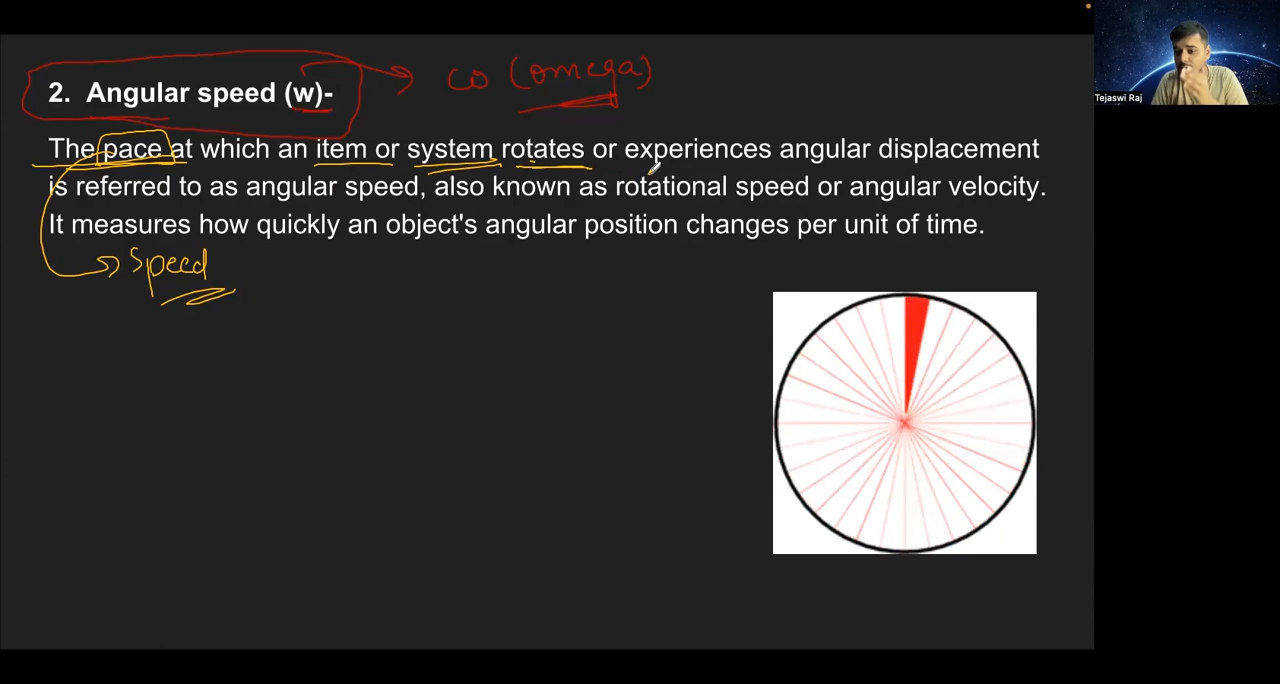 2. Angular speed (w)-
ω (omega)
The pace at which an item or system rotates or experiences angular displacement
is referred to as angular speed, also known as rotational speed or angular velocity.
It measures how quickly an object's angular position changes per unit of time.
Speed
Tejaswi Raj